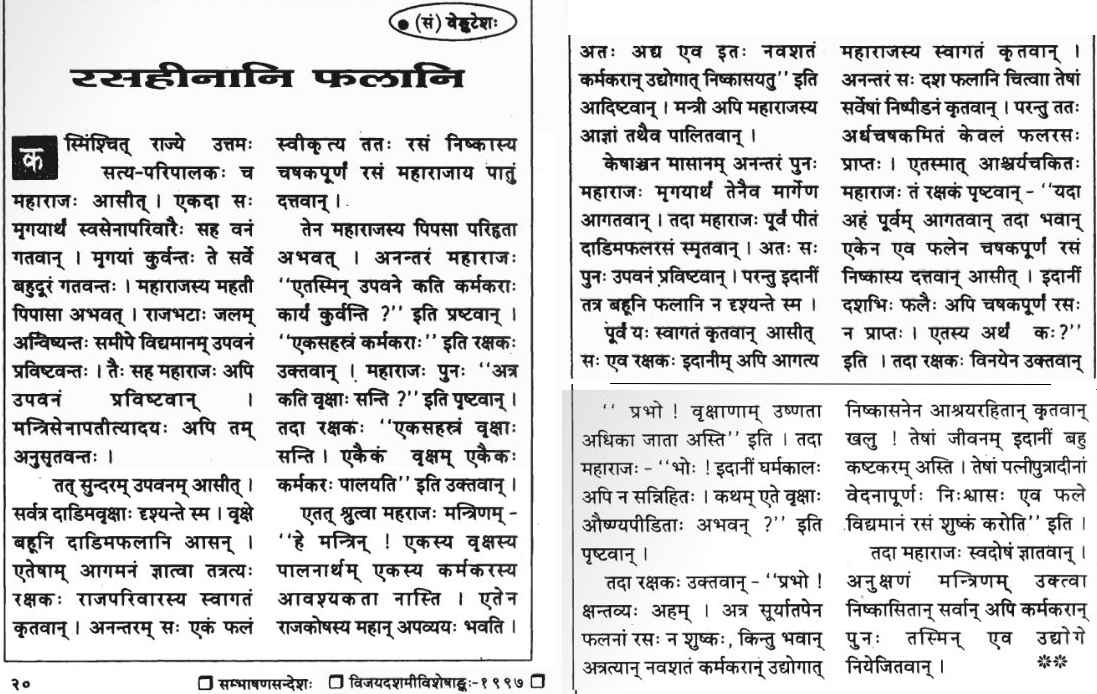 ● (सं) वेङ्कटेशः
रसहीनानि फलानि
कस्मिंश्चित् राज्ये उत्तमः
सत्य-परिपालकः च
महाराजः आसीत् । एकदा सः
मृगयार्थं स्वसेनापरिवारैः सह वनं
गतवान् । मृगयां कुर्वन्तः ते सर्वे
बहुदूरं गतवन्तः । महाराजस्य महती
पिपासा अभवत् । राजभटाः जलम्
अन्विष्यन्तः समीपे विद्यमानम् उपवनं
प्रविष्टवन्तः । तैः सह महाराजः अपि
उपवनं प्रविष्टवान् ।
मन्त्रिसेनापतीत्यादयः अपि तम्
अनुसृतवन्तः ।
तत् सुन्दरम् उपवनम् आसीत् ।
सर्वत्र दाडिमवृक्षाः दृश्यन्ते स्म । वृक्षे
बहूनि दाडिमफलानि आसन् ।
एतेषाम् आगमनं ज्ञात्वा तत्रत्यः
रक्षकः राजपरिवारस्य स्वागतं
कृतवान् । अनन्तरम् सः एकं फलं
स्वीकृत्य ततः रसं निष्कास्य
चषकपूर्णं रसं महाराजाय पातुं
दत्तवान् ।
तेन महाराजस्य पिपसा परिहृता
अभवत् । अनन्तरं महाराजः
“एतस्मिन् उपवने कति कर्मकराः
कार्यं कुर्वन्ति ?” इति प्रष्टवान् ।
“एकसहस्रं कर्मकराः” इति रक्षकः
उक्तवान् । महाराजः पुनः “अत्र
कति वृक्षाः सन्ति ?” इति पृष्टवान् ।
तदा रक्षकः “एकसहस्रं वृक्षाः
सन्ति । एकैकं वृक्षम् एकैकः
कर्मकरः पालयति” इति उक्तवान् ।
एतत् श्रुत्वा महराजः मन्त्रिणम् -
“हे मन्त्रिन् ! एकस्य वृक्षस्य
पालनार्थम् एकस्य कर्मकरस्य
आवश्यकता नास्ति । एतेन
राजकोषस्य महान् अपव्ययः भवति ।
अतः अद्य एव इतः नवशतं
कर्मकरान् उद्योगात् निष्कासयतु” इति
आदिष्टवान् । मन्त्री अपि महाराजस्य
आज्ञां तथैव पालितवान् ।
केषाञ्चन मासानम् अनन्तरं पुनः
महाराजः मृगयार्थं तेनैव मार्गेण
आगतवान् । तदा महाराजः पूर्वं पीतं
दाडिमफलरसं स्मृतवान् । अतः सः
पुनः उपवनं प्रविष्टवान् । परन्तु इदानीं
तत्र बहूनि फलानि न दृश्यन्ते स्म ।
पूर्वं यः स्वागतं कृतवान् आसीत्
सः एव रक्षकः इदानीम् अपि आगत्य
महाराजस्य स्वागतं कृतवान् ।
अनन्तरं सः दश फलानि चित्वाा तेषां
सर्वेषां निष्पीडनं कृतवान् । परन्तु ततः
अर्धचषकमितं केवलं फलरसः
प्राप्तः । एतस्मात् आश्चर्यचकितः
महाराजः तं रक्षकं पृष्टवान् - “यदा
अहं पूर्वम् आगतवान् तदा भवान्
एकेन एव फलेन चषकपूर्णं रसं
निष्कास्य दत्तवान् आसीत् । इदानीं
दशभिः फलैः अपि चषकपूर्णं रसः
न प्राप्तः । एतस्य अर्थं कः?”
इति । तदा रक्षकः विनयेन उक्तवान्
“ प्रभो ! वृक्षाणाम् उष्णता
अधिका जाता अस्ति” इति । तदा
महाराजः - “भोः ! इदानीं घर्मकालः
अपि न सन्निहितः । कथम् एते वृक्षाः
औष्ण्यपीडिताः अभवन् ?” इति
पृष्टवान् ।
तदा रक्षकः उक्तवान् - “प्रभो !
क्षन्तव्यः अहम् । अत्र सूर्यातपेन
फलनां रसः न शुष्कः, किन्तु भवान्
अत्रत्यान् नवशतं कर्मकरान् उद्योगात्
निष्कासनेन आश्रयरहितान् कृतवान्
खलु ! तेषां जीवनम् इदानीं बहु
कष्टकरम् अस्ति । तेषां पत्नीपुत्रादीनां
वेदनापूर्णः निःश्वासः एव फले
विद्यमानं रसं शुष्कं करोति” इति ।
तदा महाराजः स्वदोषं ज्ञातवान् ।
अनुक्षणं मन्त्रिणम् उक्त्वा
निष्कासितान् सर्वान् अपि कर्मकरान्
पुनः तस्मिन् एव उद्योगे
नियेजितवान् । **
२० ❒ सम्भाषणसन्देशः ❒ विजयदशमीविशेषाङ्कः-१९९७ ❒